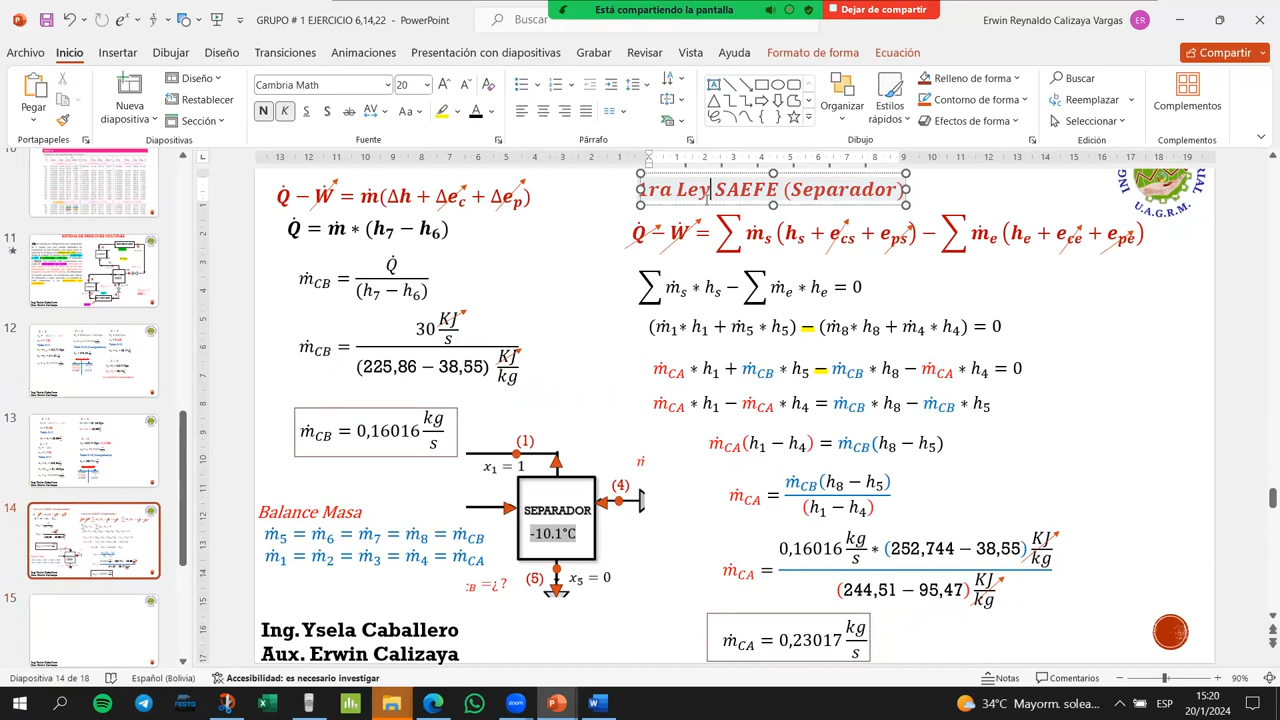 GRUPO # 1 EJERCICIO 6,14,22 - PowerPoint
Buscar
Está compartiendo la pantalla
Dejar de compartir
Erwin Reynaldo Calizaya Vargas
ER
Archivo Inicio Insertar Dibujar Diseño Transiciones Animaciones Presentación con diapositivas Grabar Revisar Vista Ayuda Formato de forma Ecuación
Compartir
Pegar
Nueva diapositiva
Diseño
Restablecer
Sección
Cambria Math 20
N K S S AV Aa A A
Organizar
Estilos rápidos
Relleno de forma
Contorno de forma
Efectos de forma
Buscar
Reemplazar
Seleccionar
Complementos
Portapapeles Diapositivas Fuente Párrafo Dibujo Edición Complementos
11
12
13
14
15
Q̇ − Ẇ = ṁ(Δh + Δe_c + Δe_p)
Q̇ = ṁ * (h₇ − h₆)
ṁ_CB = Q̇ / (h₇ − h₆)
ṁ_CB = 30 KJ/s / (225,86 − 38,55) KJ/kg
ṁ_CB = 0,16016 kg/s
(1)
x₁ = 1
(4)
SEPARADOR
-10.1°C
(5)
x₅ = 0
CB =¿ ?
Balance Masa
ṁ₅ = ṁ₆ = ṁ₇ = ṁ₈ = ṁ_CB
ṁ₁ = ṁ₂ = ṁ₃ = ṁ₄ = ṁ_CA
Ing.Ysela Caballero
Aux. Erwin Calizaya
1ra Ley SAEFE (Separador)
Q̇ − Ẇ = ∑ ṁ_s (h_s + e_cs + e_ps) − ∑ ṁ_e (h_e + e_ce + e_pe)
∑ ṁ_s * h_s − ∑ ṁ_e * h_e = 0
(ṁ₁* h₁ + ṁ₅ * h₅) − (ṁ₈* h₈ + ṁ₄ * h₄) = 0
ṁ_CA * h₁ + ṁ_CB * h₅ − ṁ_CB * h₈ − ṁ_CA * h₄ = 0
ṁ_CA * h₁ − ṁ_CA * h₄ = ṁ_CB * h₈ − ṁ_CB * h₅
ṁ_CA(h₁ − h₄) = ṁ_CB(h₈ − h₅)
ṁ_CA = ṁ_CB(h₈ − h₅) / (h₁ − h₄)
ṁ_CA = 0,16016 kg/s * (252,744 − 38,55) KJ/kg / (244,51 − 95,47) KJ/kg
ṁ_CA = 0,23017 kg/s
U.A.G.R.M.
Diapositiva 14 de 18
Español (Bolivia)
Accesibilidad: es necesario investigar
Notas
Comentarios
90%
34°C Mayorm. solea...
ESP
15:20
20/1/2024